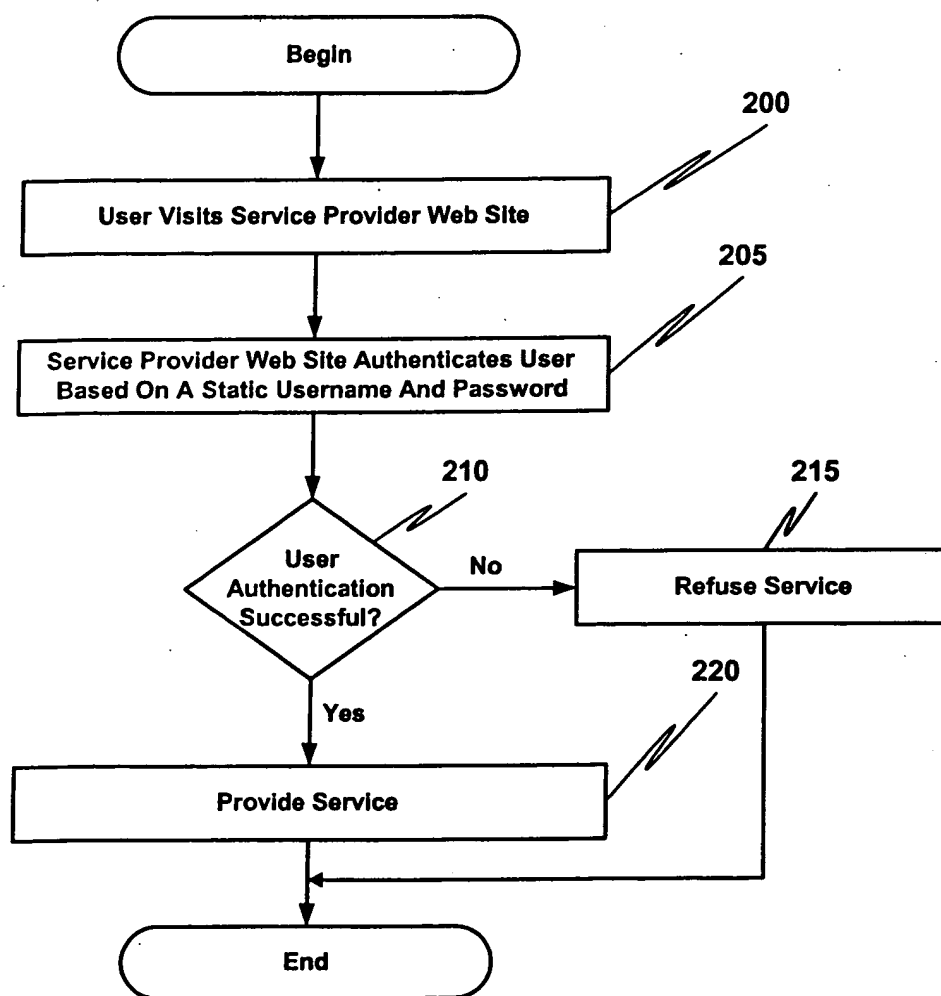 Begin
200
User Visits Service Provider Web Site
205
Service Provider Web Site Authenticates User
Based On A Static Username And Password
210
215
User
Authentication
Successful?
No
Refuse Service
220
Yes
Provide Service
End